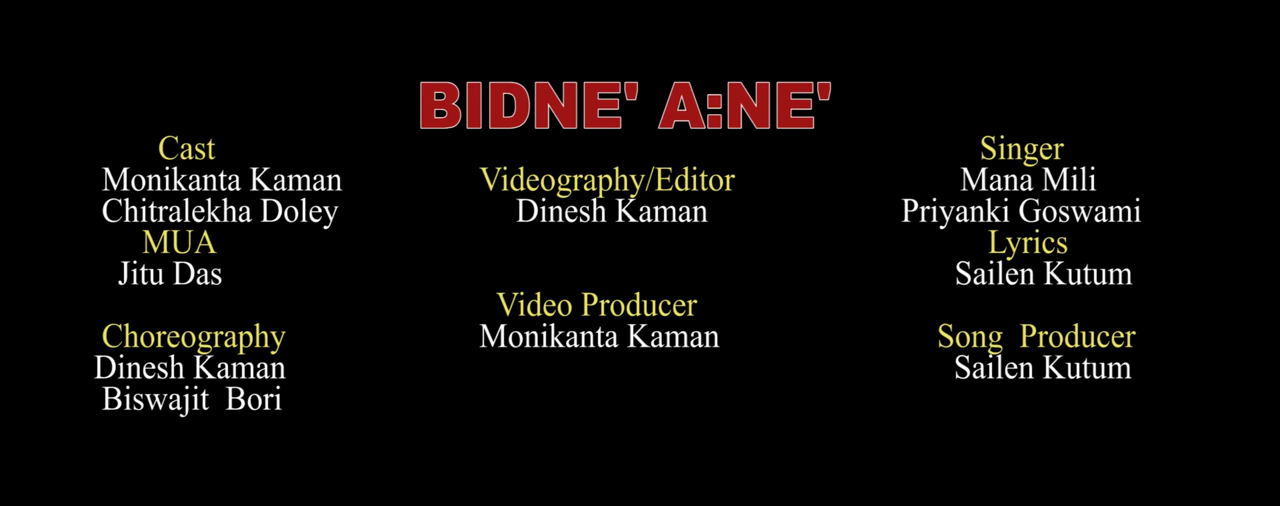 BIDNE' A:NE'
Cast
Monikanta Kaman
Chitralekha Doley
MUA
Jitu Das
Choreography
Dinesh Kaman
Biswajit Bori
Videography/Editor
Dinesh Kaman
Video Producer
Monikanta Kaman
Singer
Mana Mili
Priyanki Goswami
Lyrics
Sailen Kutum
Song Producer
Sailen Kutum